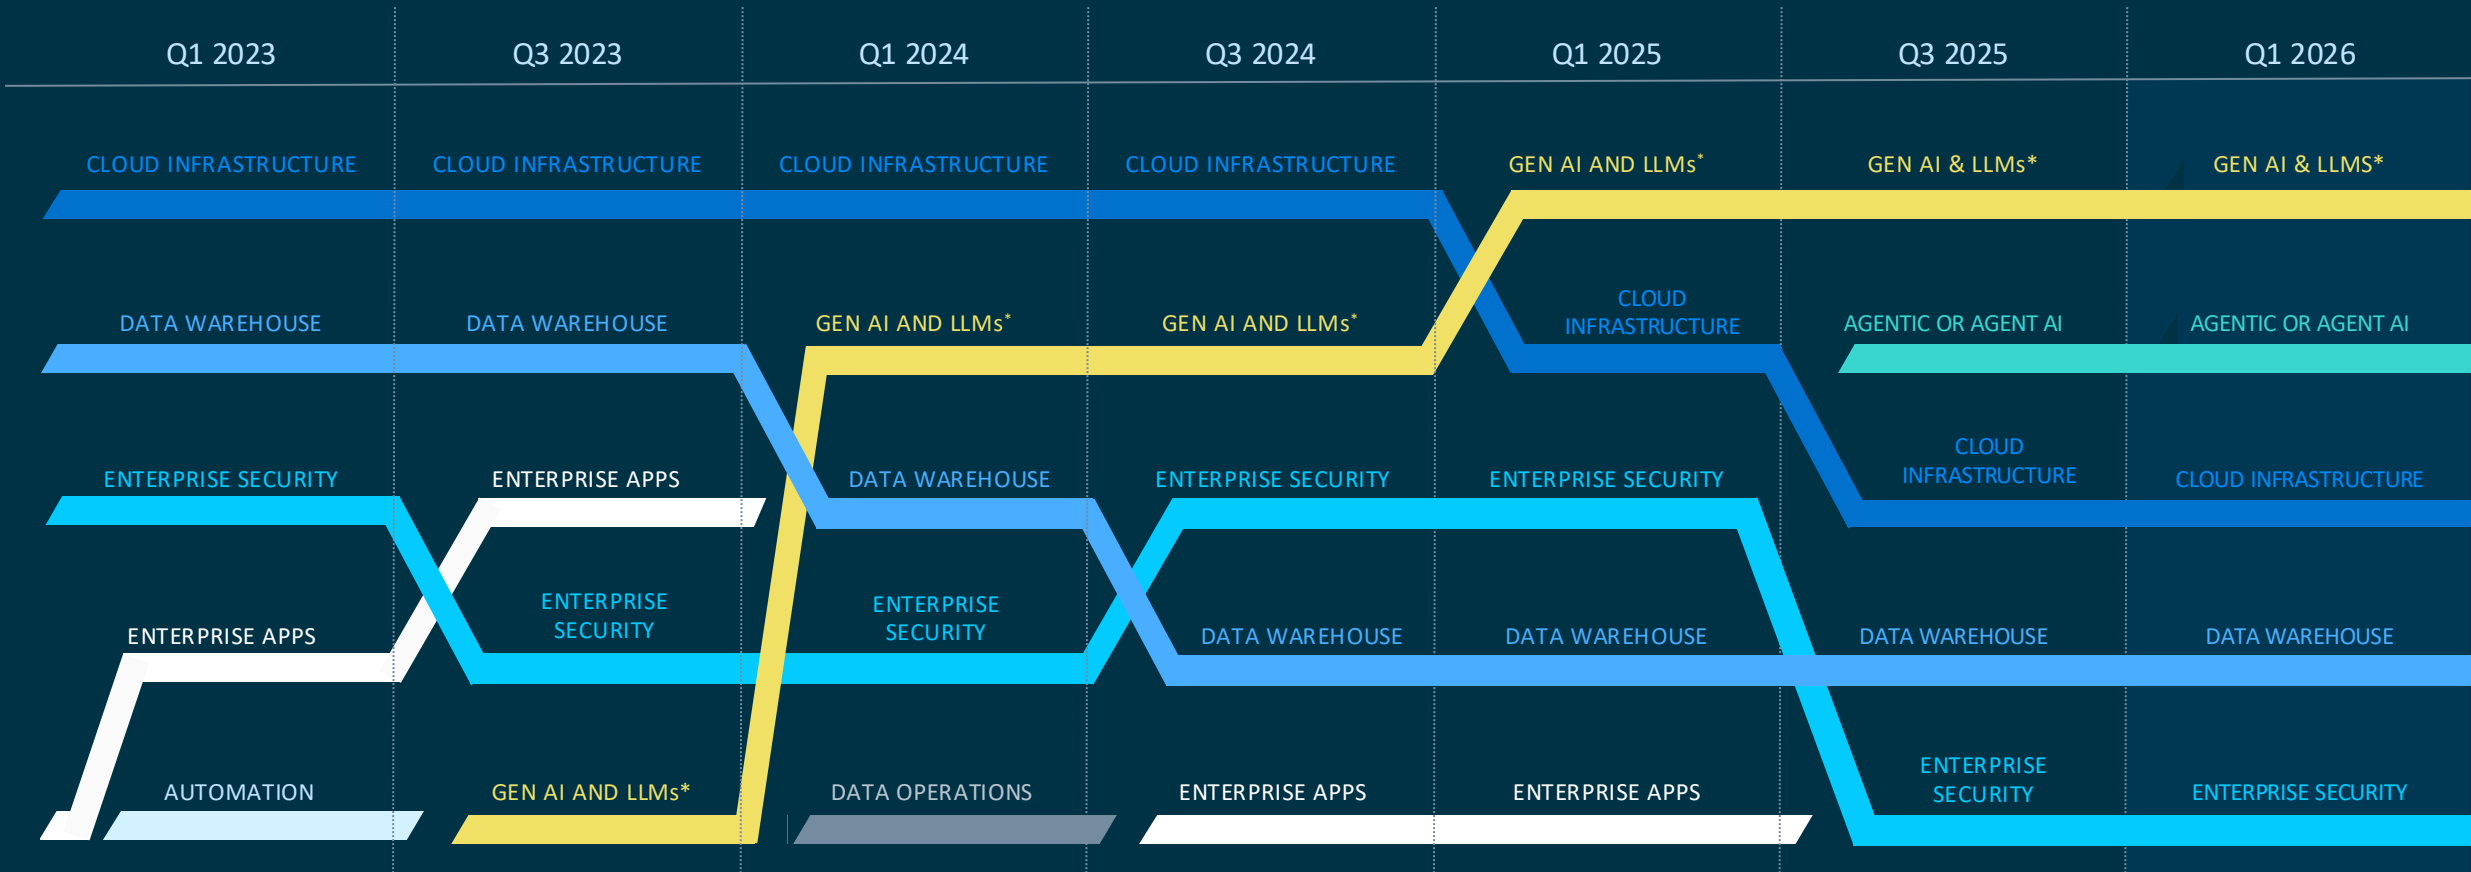 Q1 2023
Q3 2023
Q1 2024
Q3 2024
Q1 2025
Q3 2025
Q1 2026
CLOUD INFRASTRUCTURE
CLOUD INFRASTRUCTURE
CLOUD INFRASTRUCTURE
CLOUD INFRASTRUCTURE
GEN AI AND LLMs*
GEN AI & LLMs*
GEN AI & LLMS*
DATA WAREHOUSE
DATA WAREHOUSE
GEN AI AND LLMs*
GEN AI AND LLMs*
CLOUD
INFRASTRUCTURE
AGENTIC OR AGENT AI
AGENTIC OR AGENT AI
ENTERPRISE SECURITY
ENTERPRISE APPS
DATA WAREHOUSE
ENTERPRISE SECURITY
ENTERPRISE SECURITY
CLOUD
INFRASTRUCTURE
CLOUD INFRASTRUCTURE
ENTERPRISE APPS
ENTERPRISE
SECURITY
ENTERPRISE
SECURITY
DATA WAREHOUSE
DATA WAREHOUSE
DATA WAREHOUSE
DATA WAREHOUSE
AUTOMATION
GEN AI AND LLMs*
DATA OPERATIONS
ENTERPRISE APPS
ENTERPRISE APPS
ENTERPRISE
SECURITY
ENTERPRISE SECURITY